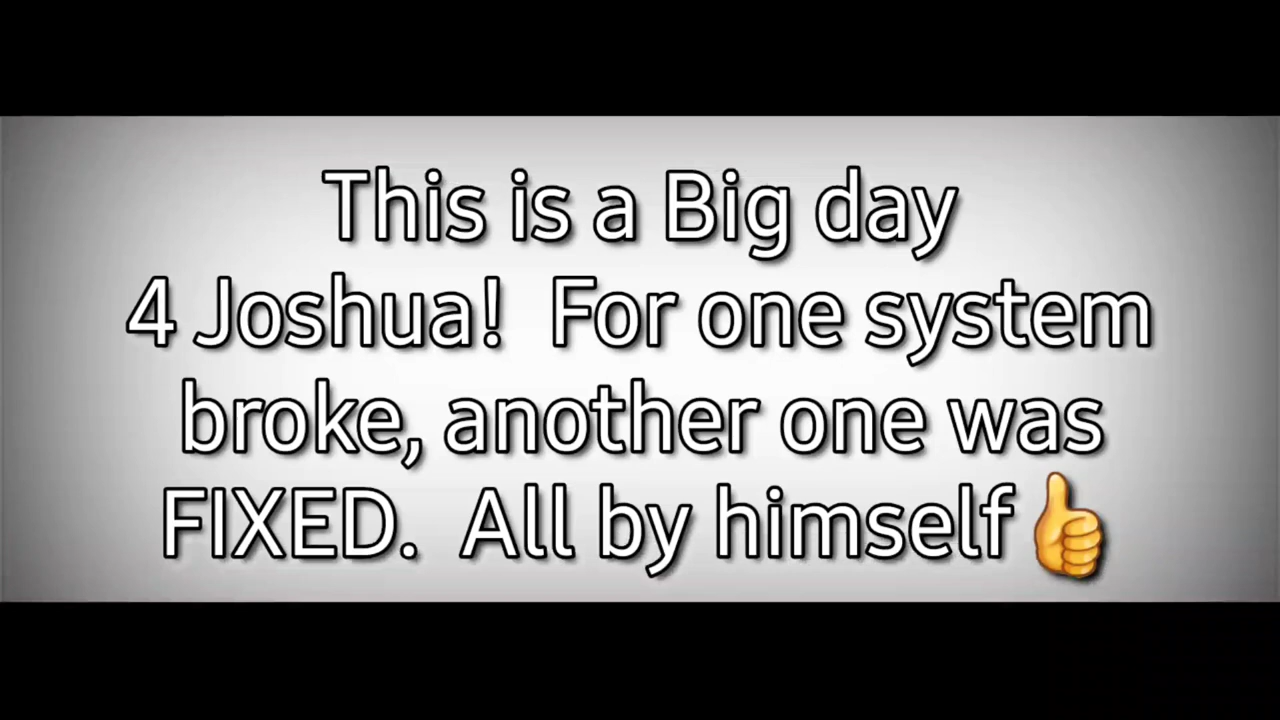 This is a Big day
4 Joshua!  For one system
broke, another one was
FIXED.  All by himself👍